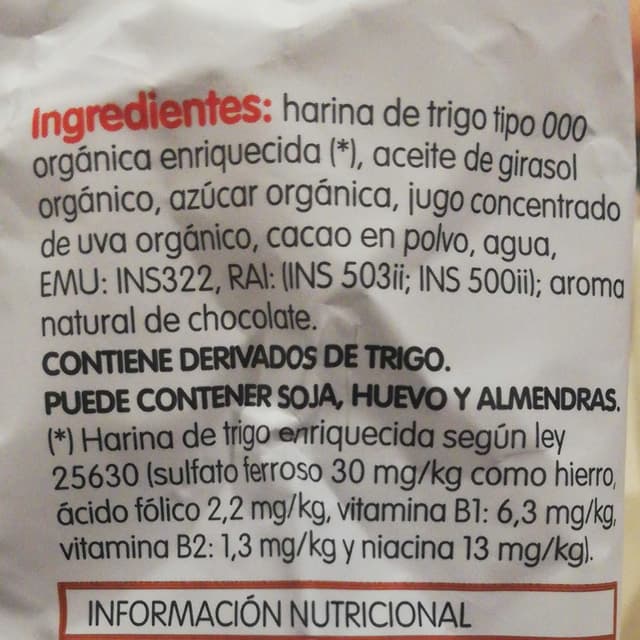 Ingredientes: harina de trigo tipo 000
orgánica enriquecida (*), aceite de girasol
orgánico, azúcar orgánica, jugo concentrado
de uva orgánico, cacao en polvo, agua,
EMU: INS322, RAI: (INS 503ii; INS 500ii); aroma
natural de chocolate.
CONTIENE DERIVADOS DE TRIGO.
PUEDE CONTENER SOJA, HUEVO Y ALMENDRAS.
(*) Harina de trigo enriquecida según ley
25630 (sulfato ferroso 30 mg/kg como hierro,
ácido fólico 2,2 mg/kg, vitamina B1: 6,3 mg/kg,
vitamina B2: 1,3 mg/kg y niacina 13 mg/kg).
INFORMACIÓN NUTRICIONAL